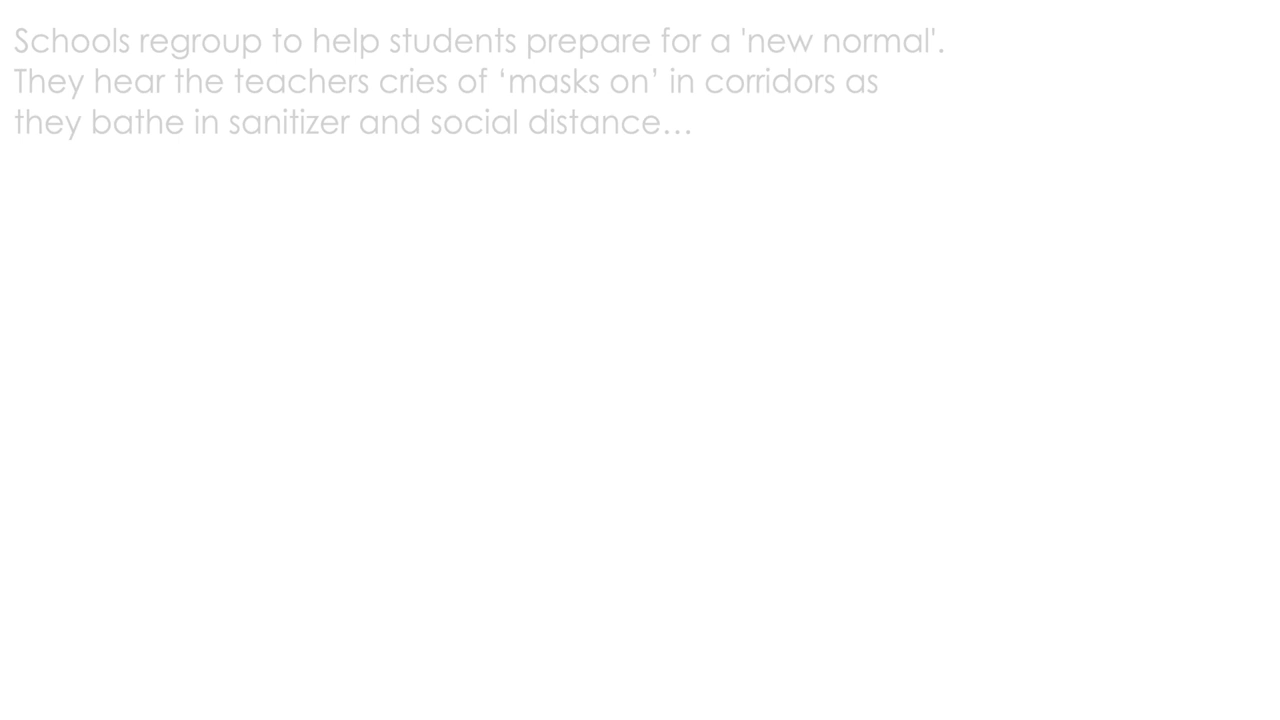 Schools regroup to help students prepare for a 'new normal'.
They hear the teachers cries of ‘masks on’ in corridors as
they bathe in sanitizer and social distance…